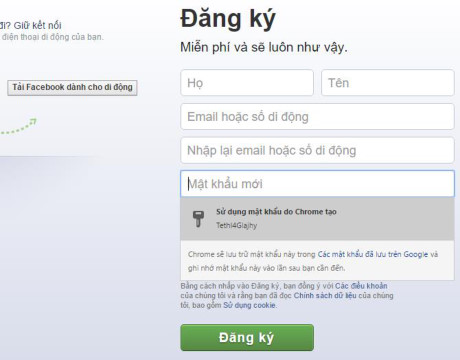 đi? Giữ kết nối
điện thoại di động của bạn.
Tải Facebook dành cho di động
Đăng ký
Miễn phí và sẽ luôn như vậy.
Họ
Tên
Email hoặc số di động
Nhập lại email hoặc số di động
Mật khẩu mới
Sử dụng mật khẩu do Chrome tạo
Tethi4Glajhy
Chrome sẽ lưu trữ mật khẩu này trong Các mật khẩu đã lưu trên Google và
ghi nhớ mật khẩu này vào lần sau bạn cần đến.
Bằng cách nhấp vào Đăng ký, bạn đồng ý với Các điều khoản
của chúng tôi và rằng bạn đã đọc Chính sách dữ liệu của chúng
tôi, bao gồm Sử dụng cookie.
Đăng ký